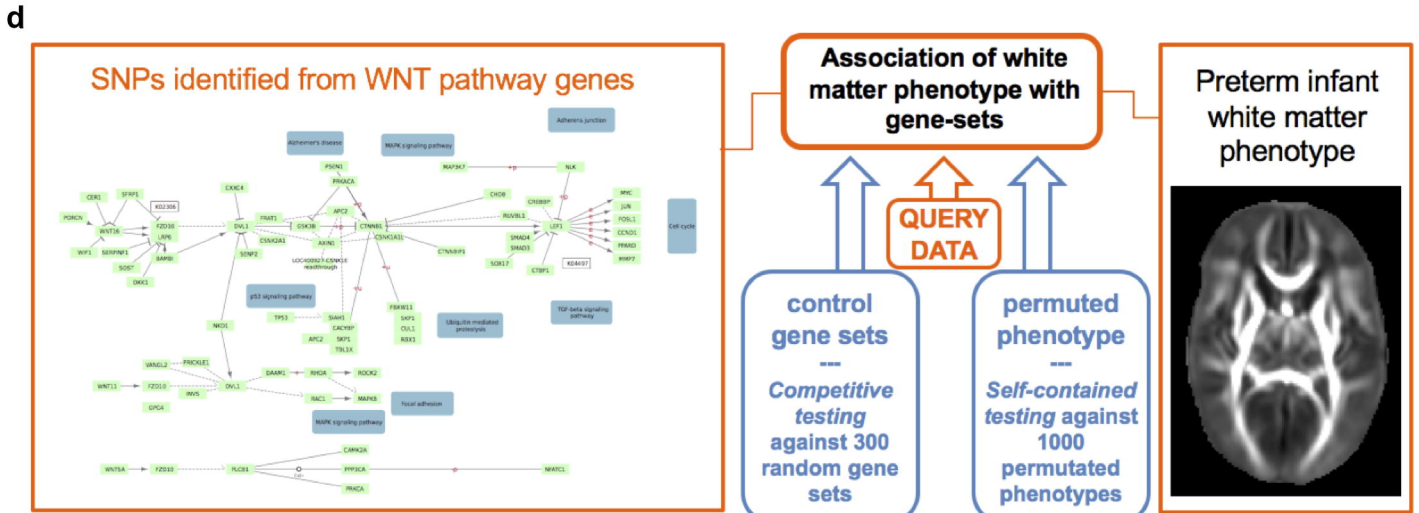 d
SNPs identified from WNT pathway genes
Adherens junction
Alzheimer's disease
MAPK signaling pathway
PSEN1
MAP3K7
+p
NLK
PRKACA
CER1
SFRP1
CXXC4
CHD8
CREBBP
MYC
K02306
APC2
RUVBL1
JUN
PORCN
FRAT1
FOSL1
WNT16
FZD10
DVL1
GSK3B
CTNNB1
LEF1
Cell cycle
LRP6
CSNK2A1
AXIN1
CSNK1A1L
SMAD4
CCND1
WIF1
SERPINF1
BAMBI
SENP2
CTNNBIP1
SMAD3
PPARD
SOST
LOC400927-CSNK1E
readthrough
SOX17
K04497
DKK1
CTBP1
p53 signaling pathway
TGF-beta signaling
pathway
TP53
SIAH1
FBXW11
Ubiquitin mediated
proteolysis
NKD1
CACYBP
SKP1
APC2
SKP1
CUL1
TBL1X
RBX1
VANGL2
PRICKLE1
DAAM1
RHOA
ROCK2
WNT11
FZD10
DVL1
INVS
RAC1
MAPK8
Focal adhesion
GPC4
MAPK signaling pathway
CAMK2A
WNT5A
FZD10
PLCB1
PPP3CA
NFATC1
PRKCA
Association of white
matter phenotype with
gene-sets
QUERY
DATA
control
gene sets
---
Competitive
testing
against 300
random gene
sets
permuted
phenotype
---
Self-contained
testing against
1000
permutated
phenotypes
Preterm infant
white matter
phenotype